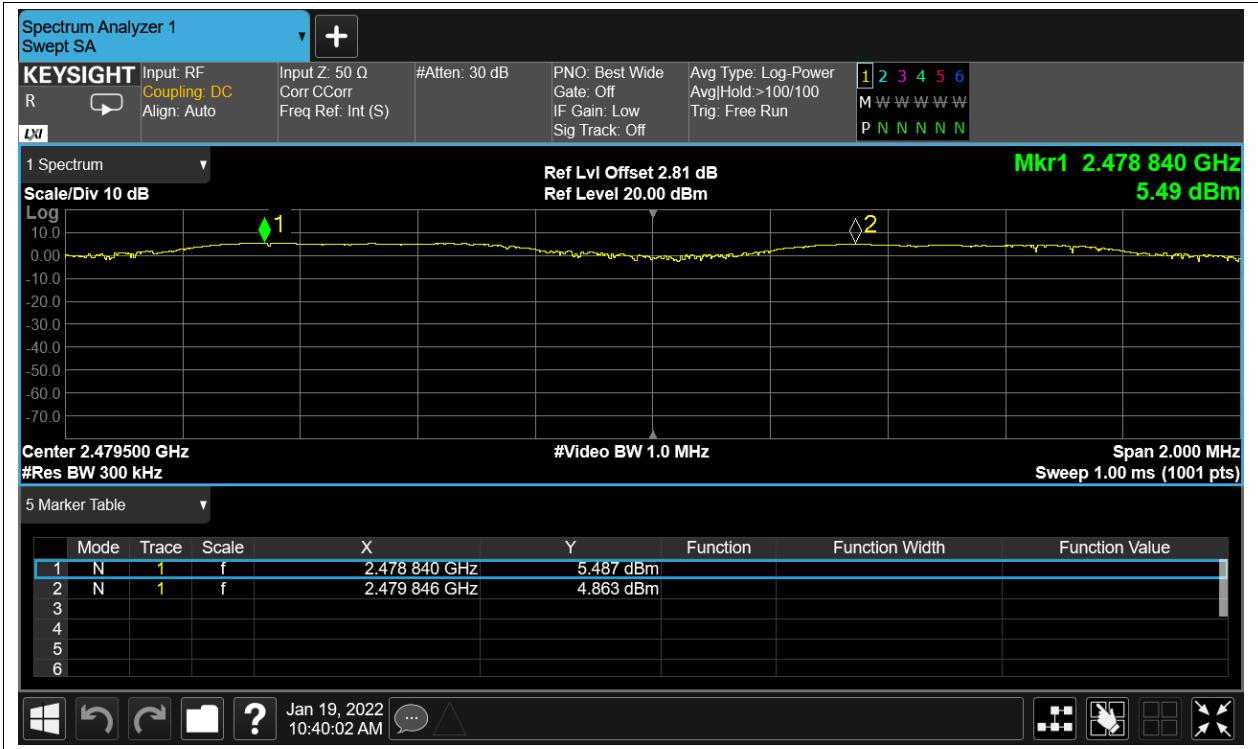 Spectrum Analyzer 1
Swept SA
KEYSIGHT Input: RF Input Z: 50 Ω #Atten: 30 dB PNO: Best Wide Avg Type: Log-Power 1 2 3 4 5 6
R Coupling: DC Corr CCorr Gate: Off Avg|Hold:>100/100 M W W W W W
Align: Auto Freq Ref: Int (S) IF Gain: Low Trig: Free Run
LXI Sig Track: Off P N N N N N
1 Spectrum Ref Lvl Offset 2.81 dB Mkr1 2.478 840 GHz
Scale/Div 10 dB Ref Level 20.00 dBm 5.49 dBm
Log
1 2
10.0
0.00
-10.0
-20.0
-30.0
-40.0
-50.0
-60.0
-70.0
Center 2.479500 GHz #Video BW 1.0 MHz Span 2.000 MHz
#Res BW 300 kHz Sweep 1.00 ms (1001 pts)
5 Marker Table
Mode Trace Scale X Y Function Function Width Function Value
1 N 1 f 2.478 840 GHz 5.487 dBm
2 N 1 f 2.479 846 GHz 4.863 dBm
3
4
5
6
? Jan 19, 2022
10:40:02 AM